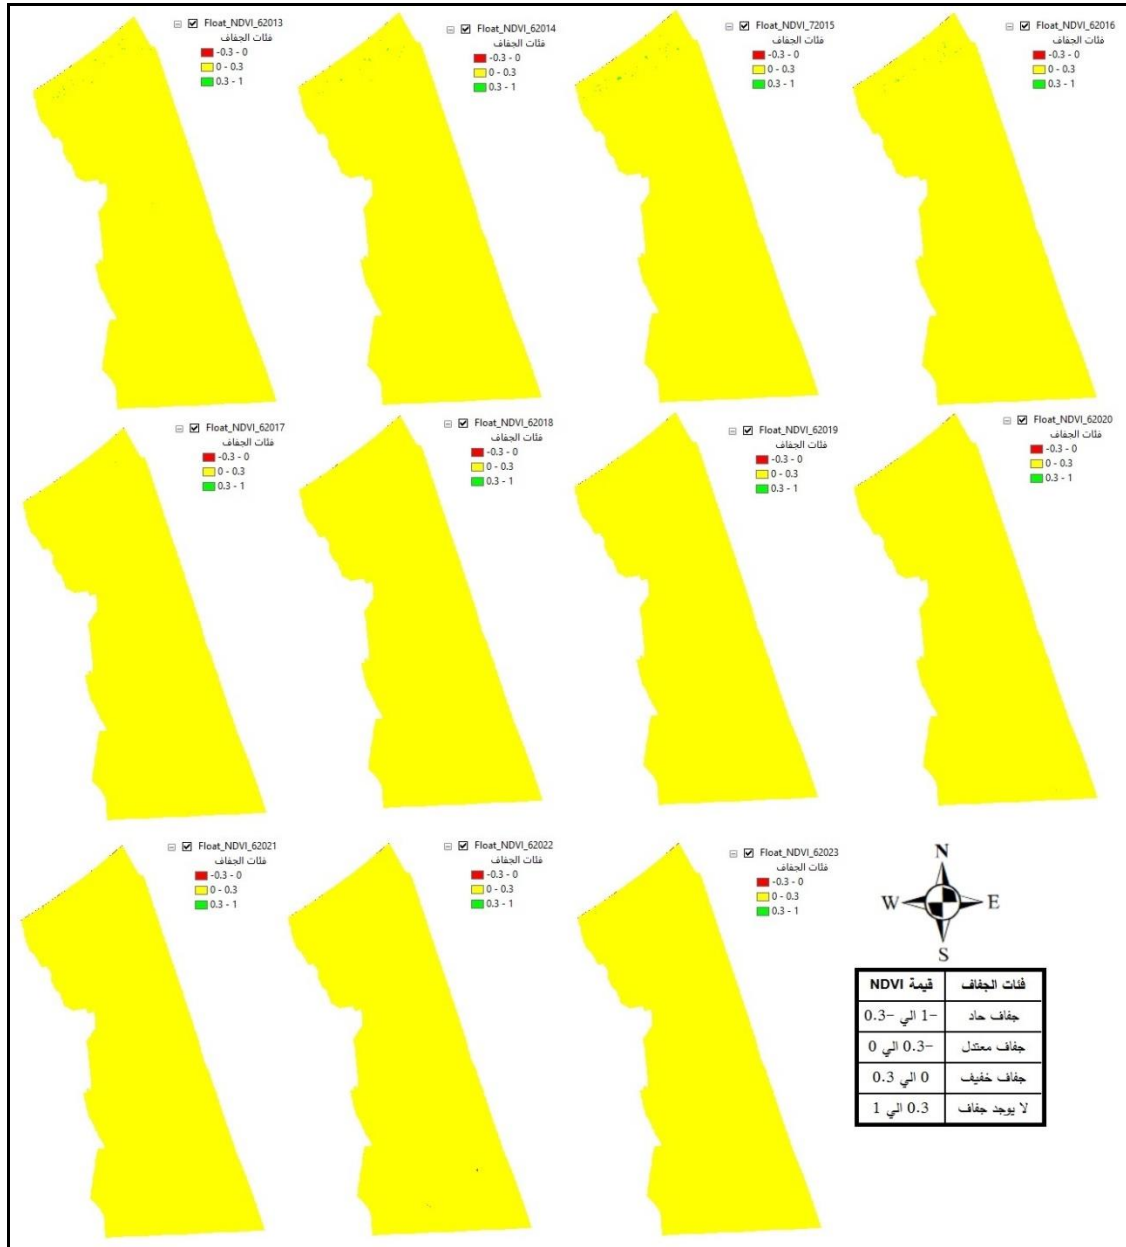 Float_NDVI_62013
فئات الجفاف
-0.3 - 0
0 - 0.3
0.3 - 1
Float_NDVI_62014
فئات الجفاف
-0.3 - 0
0 - 0.3
0.3 - 1
Float_NDVI_72015
فئات الجفاف
-0.3 - 0
0 - 0.3
0.3 - 1
Float_NDVI_62016
فئات الجفاف
-0.3 - 0
0 - 0.3
0.3 - 1
Float_NDVI_62017
فئات الجفاف
-0.3 - 0
0 - 0.3
0.3 - 1
Float_NDVI_62018
فئات الجفاف
-0.3 - 0
0 - 0.3
0.3 - 1
Float_NDVI_62019
فئات الجفاف
-0.3 - 0
0 - 0.3
0.3 - 1
Float_NDVI_62020
فئات الجفاف
-0.3 - 0
0 - 0.3
0.3 - 1
Float_NDVI_62021
فئات الجفاف
-0.3 - 0
0 - 0.3
0.3 - 1
Float_NDVI_62022
فئات الجفاف
-0.3 - 0
0 - 0.3
0.3 - 1
Float_NDVI_62023
فئات الجفاف
-0.3 - 0
0 - 0.3
0.3 - 1
N
W E
S
فئات الجفاف قيمة NDVI
جفاف حاد -1 الي -0.3
جفاف معتدل -0.3 الي 0
جفاف خفيف 0 الي 0.3
لا يوجد جفاف 0.3 الي 1